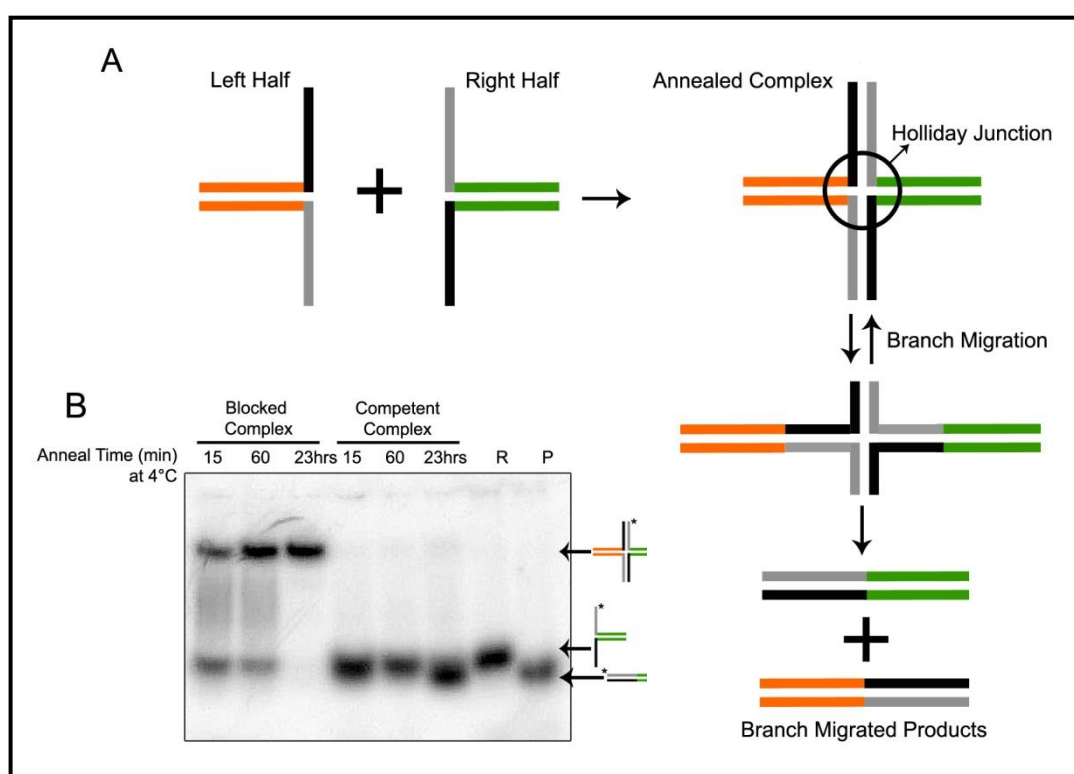 A
Left Half
Right Half
Annealed Complex
Holliday Junction
Branch Migration
B
Blocked
Complex
Competent
Complex
Anneal Time (min)
at 4°C
15 60 23hrs 15 60 23hrs R P
*
*
*
Branch Migrated Products